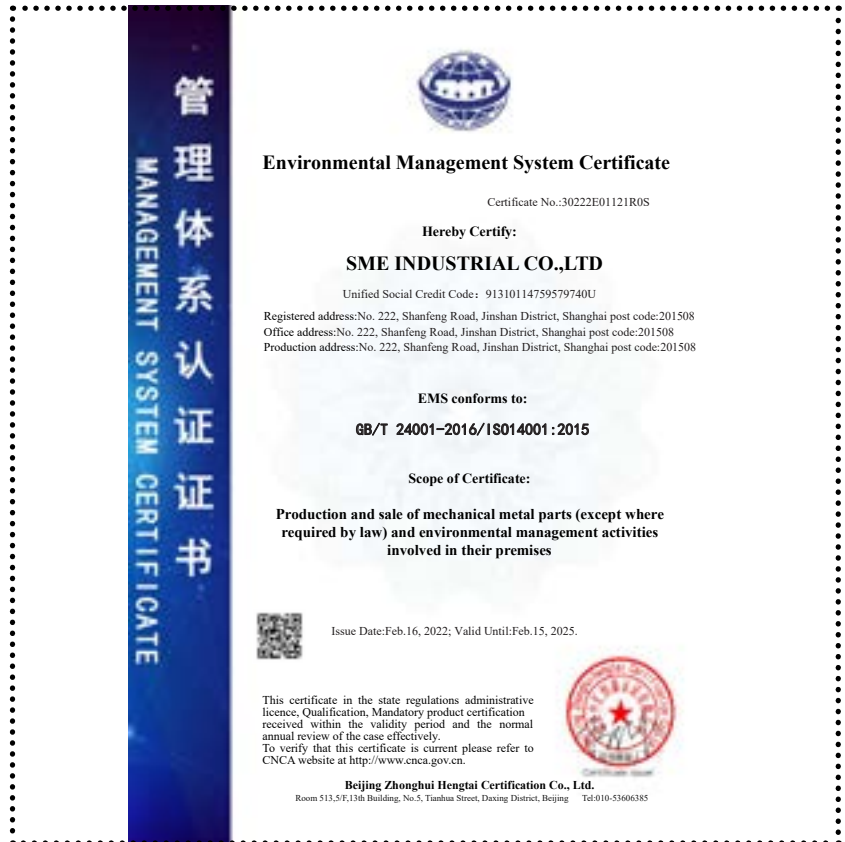 管理体系认证证书
MANAGEMENT SYSTEM CERTIFICATE
Environmental Management System Certificate
Certificate No.:30222E01121R0S
Hereby Certify:
SME INDUSTRIAL CO.,LTD
Unified Social Credit Code：91310114759579740U
Registered address:No. 222, Shanfeng Road, Jinshan District, Shanghai post code:201508
Office address:No. 222, Shanfeng Road, Jinshan District, Shanghai post code:201508
Production address:No. 222, Shanfeng Road, Jinshan District, Shanghai post code:201508
EMS conforms to:
GB/T 24001-2016/ISO14001:2015
Scope of Certificate:
Production and sale of mechanical metal parts (except where
required by law) and environmental management activities
involved in their premises
Issue Date:Feb.16, 2022; Valid Until:Feb.15, 2025.
This certificate in the state regulations administrative
licence, Qualification, Mandatory product certification
received within the validity period and the normal
annual review of the case effectively.
To verify that this certificate is current please refer to
CNCA website at http://www.cnca.gov.cn.
Certificate issuer
Beijing Zhonghui Hengtai Certification Co., Ltd.
Room 513,5/F,13th Building, No.5, Tianhua Street, Daxing District, Beijing Tel:010-53606385